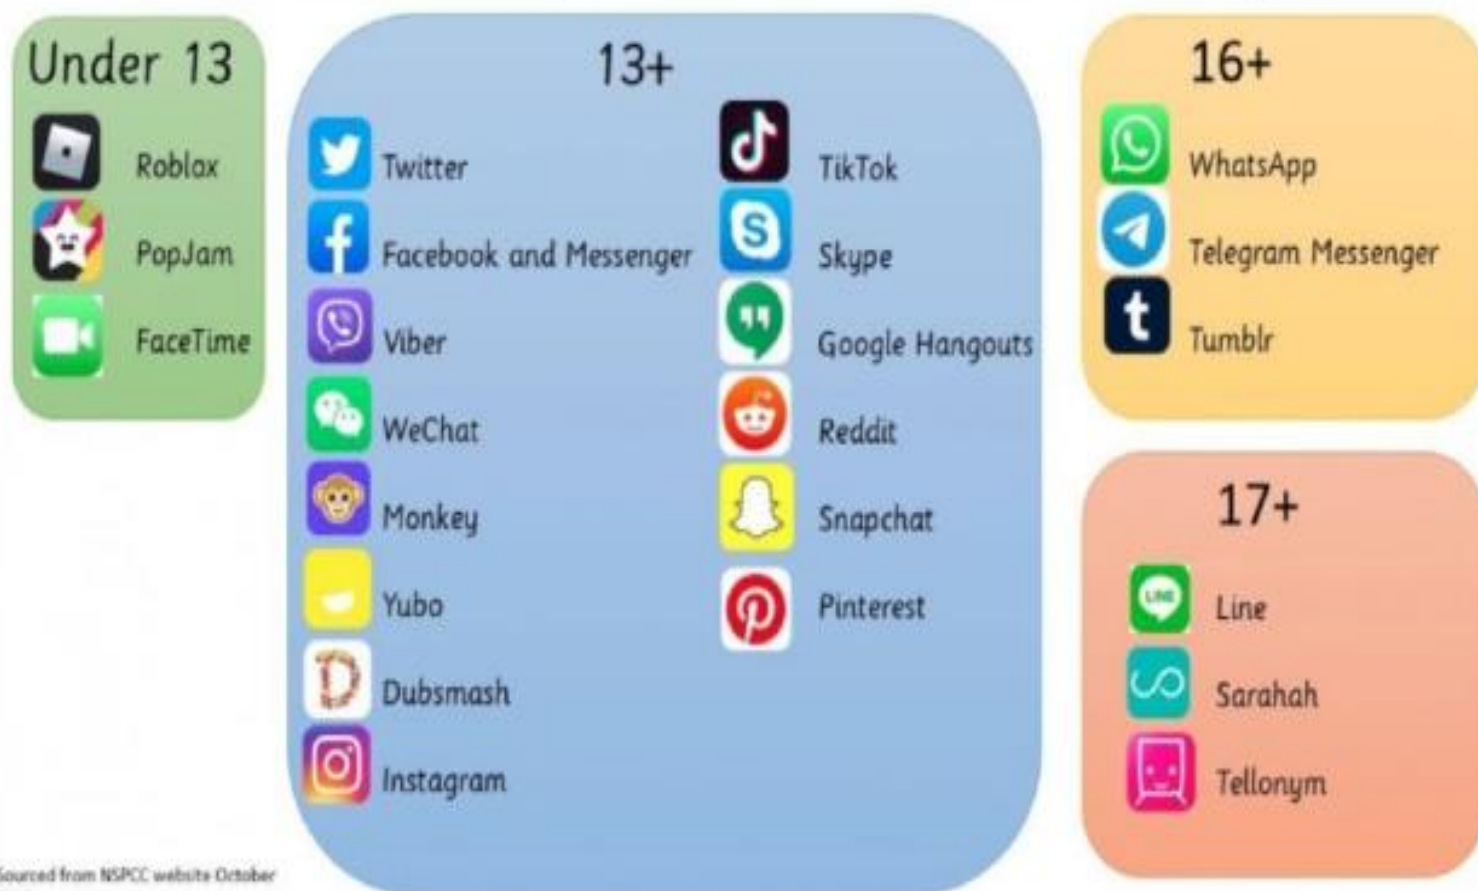 Under 13
Roblox
PopJam
FaceTime
13+
Twitter
Facebook and Messenger
Viber
WeChat
Monkey
Yubo
Dubsmash
Instagram
TikTok
Skype
Google Hangouts
Reddit
Snapchat
Pinterest
16+
WhatsApp
Telegram Messenger
Tumblr
17+
LINE
Line
Sarahah
Tellonym
Sourced from NSPCC website October